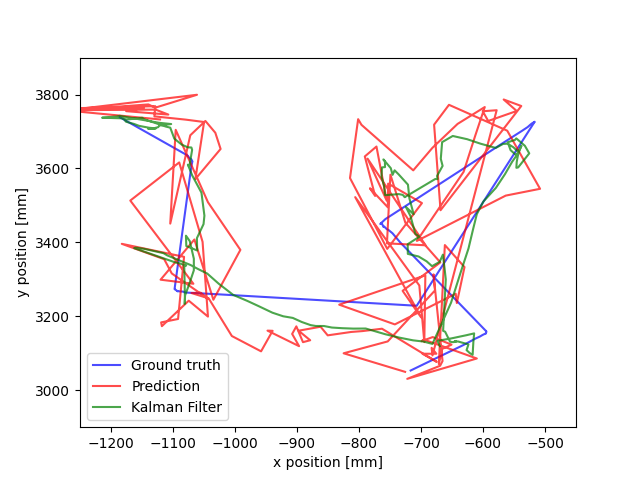 3800
3600
3400
3200
3000
y position [mm]
Ground truth
Prediction
Kalman Filter
−1200 −1100 −1000 −900 −800 −700 −600 −500
x position [mm]